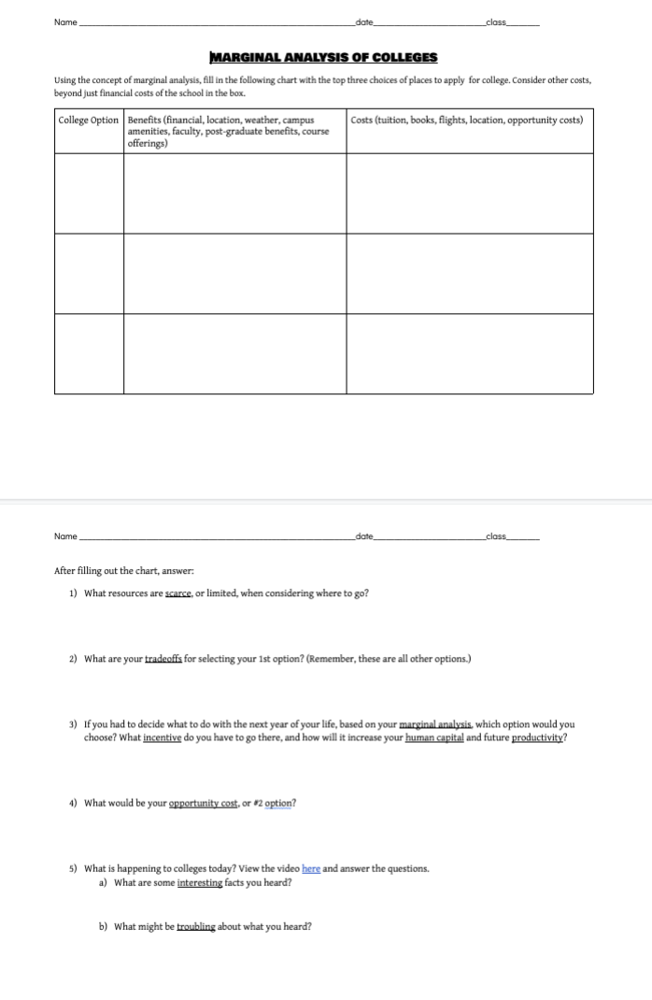 Name ________________________________________________date____________________class______
MARGINAL ANALYSIS OF COLLEGES
Using the concept of marginal analysis, fill in the following chart with the top three choices of places to apply for college. Consider other costs,
beyond just financial costs of the school in the box.
College Option
Benefits (financial, location, weather, campus
amenities, faculty, post-graduate benefits, course
offerings)
Costs (tuition, books, flights, location, opportunity costs)
Name ________________________________________________date____________________class______
After filling out the chart, answer:
1) What resources are scarce, or limited, when considering where to go?
2) What are your tradeoffs for selecting your 1st option? (Remember, these are all other options.)
3) If you had to decide what to do with the next year of your life, based on your marginal analysis, which option would you
choose? What incentive do you have to go there, and how will it increase your human capital and future productivity?
4) What would be your opportunity cost, or #2 option?
5) What is happening to colleges today? View the video here and answer the questions.
a) What are some interesting facts you heard?
b) What might be troubling about what you heard?